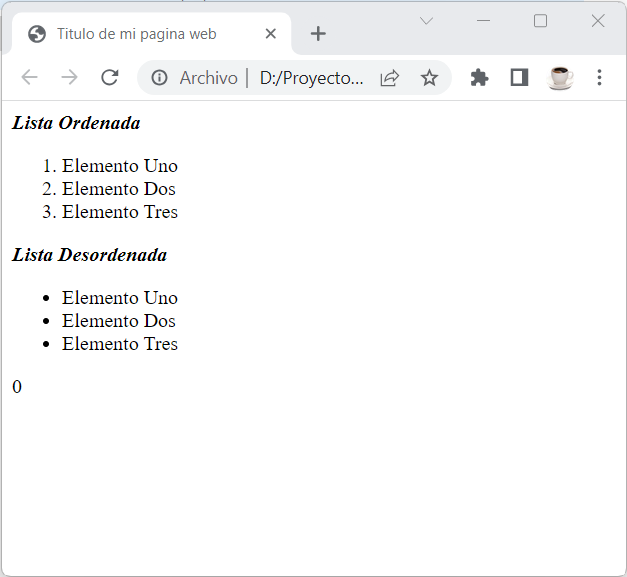 Titulo de mi pagina web
Archivo | D:/Proyecto...
Lista Ordenada
1. Elemento Uno
2. Elemento Dos
3. Elemento Tres
Lista Desordenada
• Elemento Uno
• Elemento Dos
• Elemento Tres
0